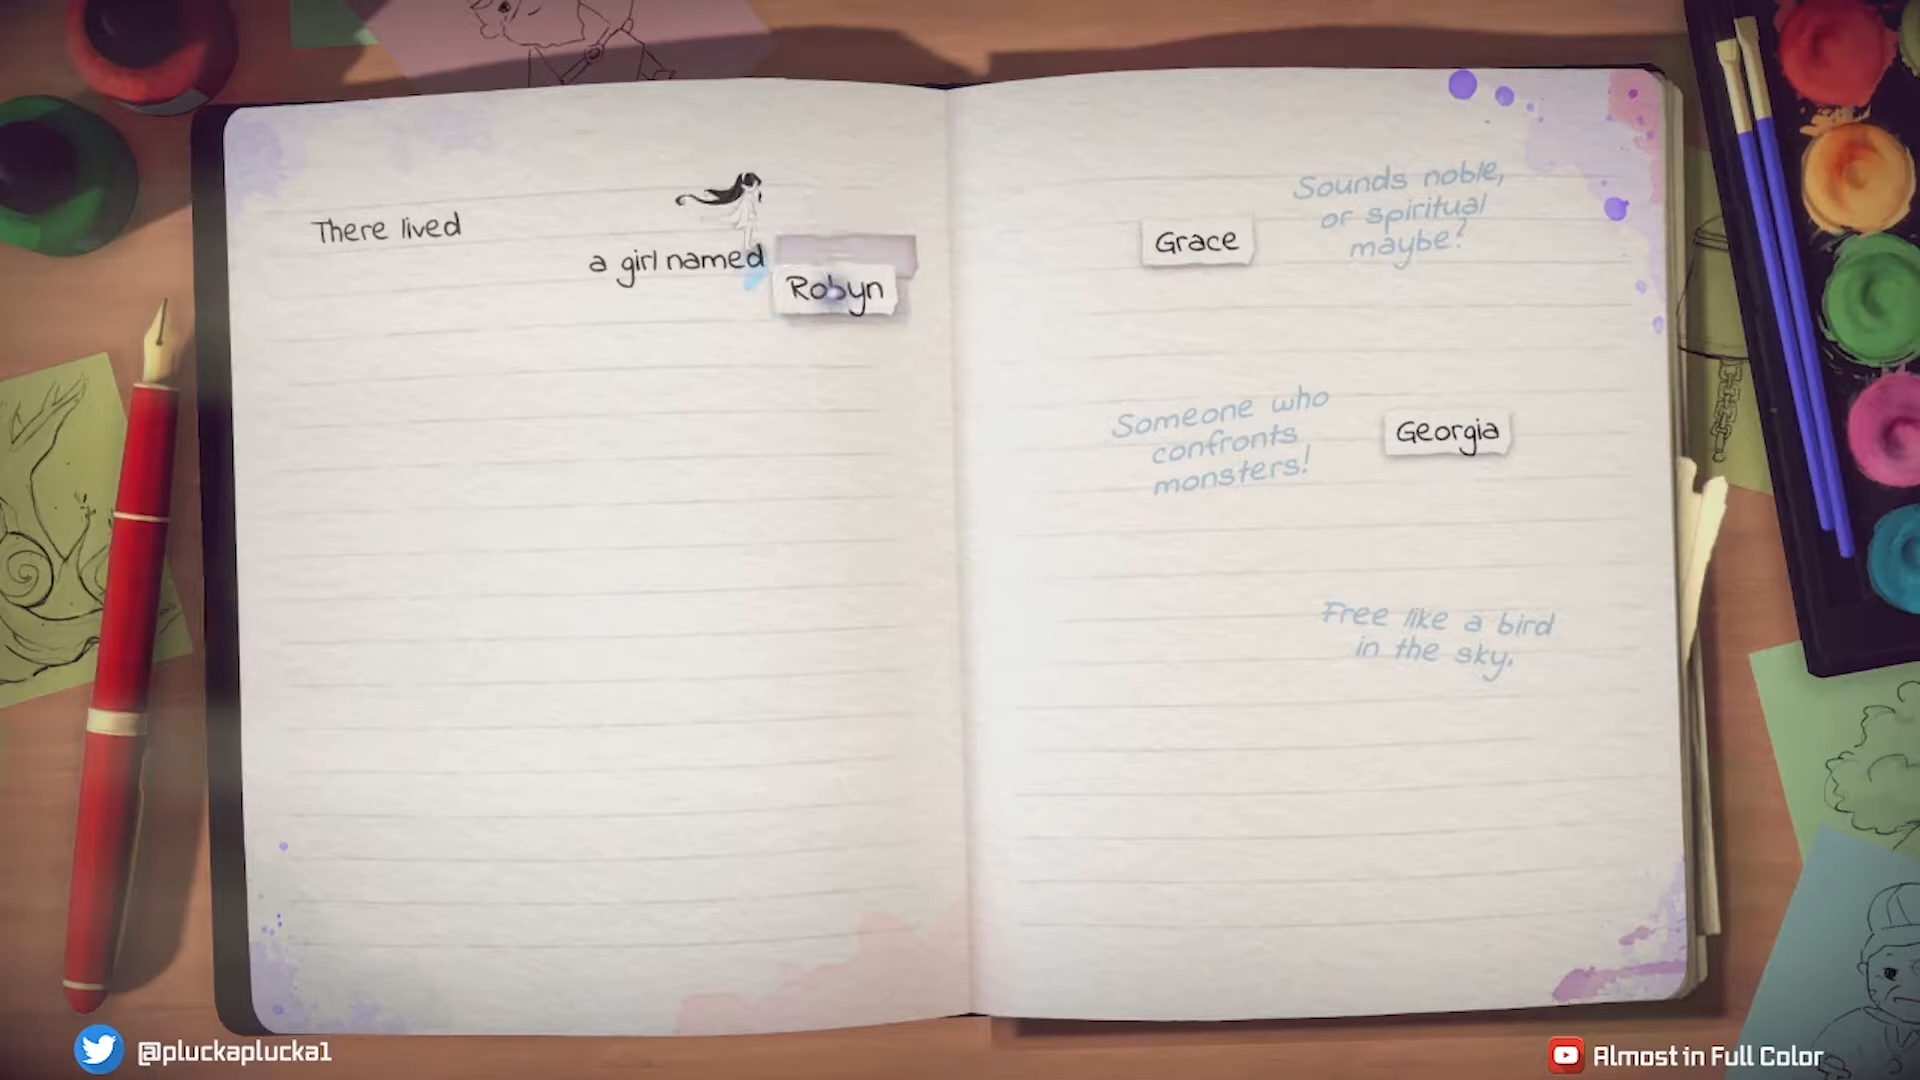 There lived
a girl named
Robyn
Grace
Sounds noble,
or spiritual
maybe?
Someone who
confronts
monsters!
Georgia
Free like a bird
in the sky.
@pluckaplucka1
Almost in Full Color